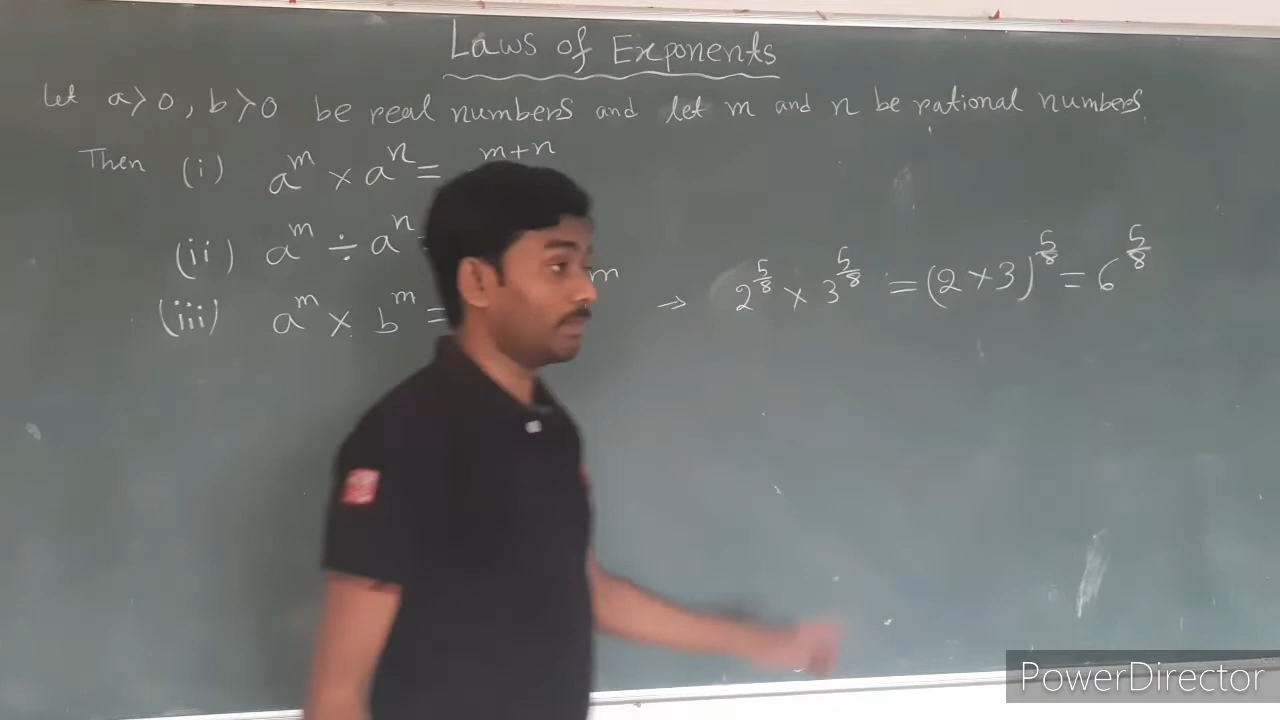 Laws of Exponents
Let a > 0, b > 0 be real numbers and let m and n be rational numbers.
Then (i) a^m × a^n = m+n
(ii) a^m ÷ a^n
(iii) a^m × b^m = m → 2^{5/8} × 3^{5/8} = (2 × 3)^{5/8} = 6^{5/8}
PowerDirector